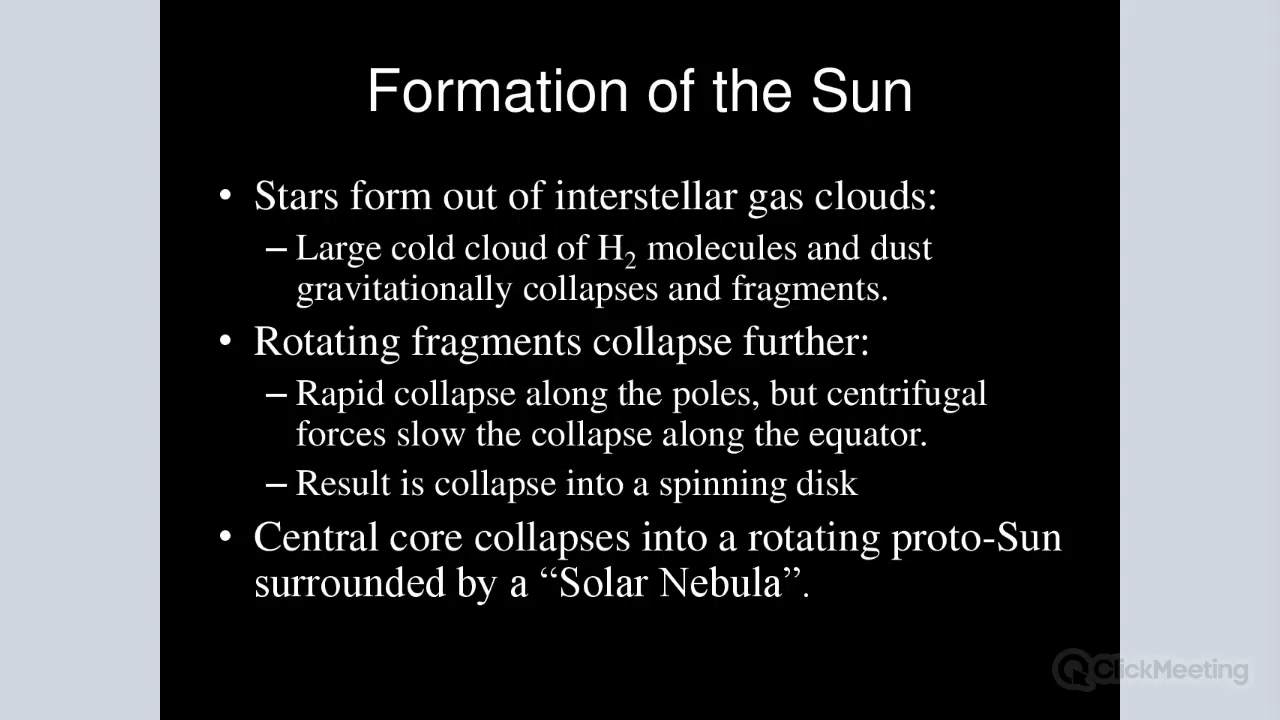 Formation of the Sun
• Stars form out of interstellar gas clouds:
– Large cold cloud of H₂ molecules and dust
gravitationally collapses and fragments.
• Rotating fragments collapse further:
– Rapid collapse along the poles, but centrifugal
forces slow the collapse along the equator.
– Result is collapse into a spinning disk
• Central core collapses into a rotating proto-Sun
surrounded by a “Solar Nebula”.
ClickMeeting